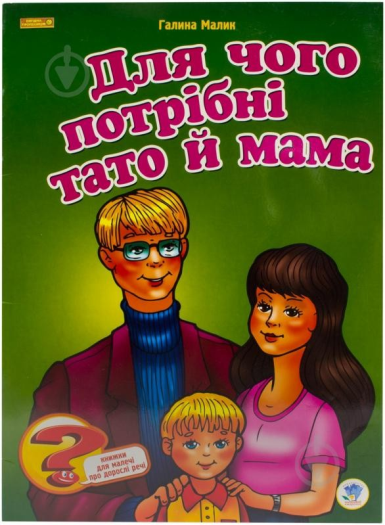 Галина Малик
Для чого
потрібні
тато й мама
книжки
для малечі
про дорослі речі